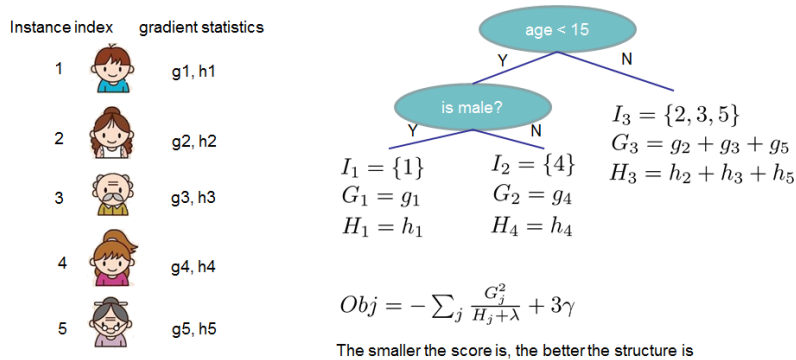 Instance index gradient statistics
1 g1, h1
2 g2, h2
3 g3, h3
4 g4, h4
5 g5, h5
age < 15
Y N
is male?
Y N
I₁ = {1}
G₁ = g₁
H₁ = h₁
I₂ = {4}
G₂ = g₄
H₄ = h₄
I₃ = {2, 3, 5}
G₃ = g₂ + g₃ + g₅
H₃ = h₂ + h₃ + h₅
Obj = − ∑ⱼ Gⱼ² / (Hⱼ+λ) + 3γ
The smaller the score is, the better the structure is